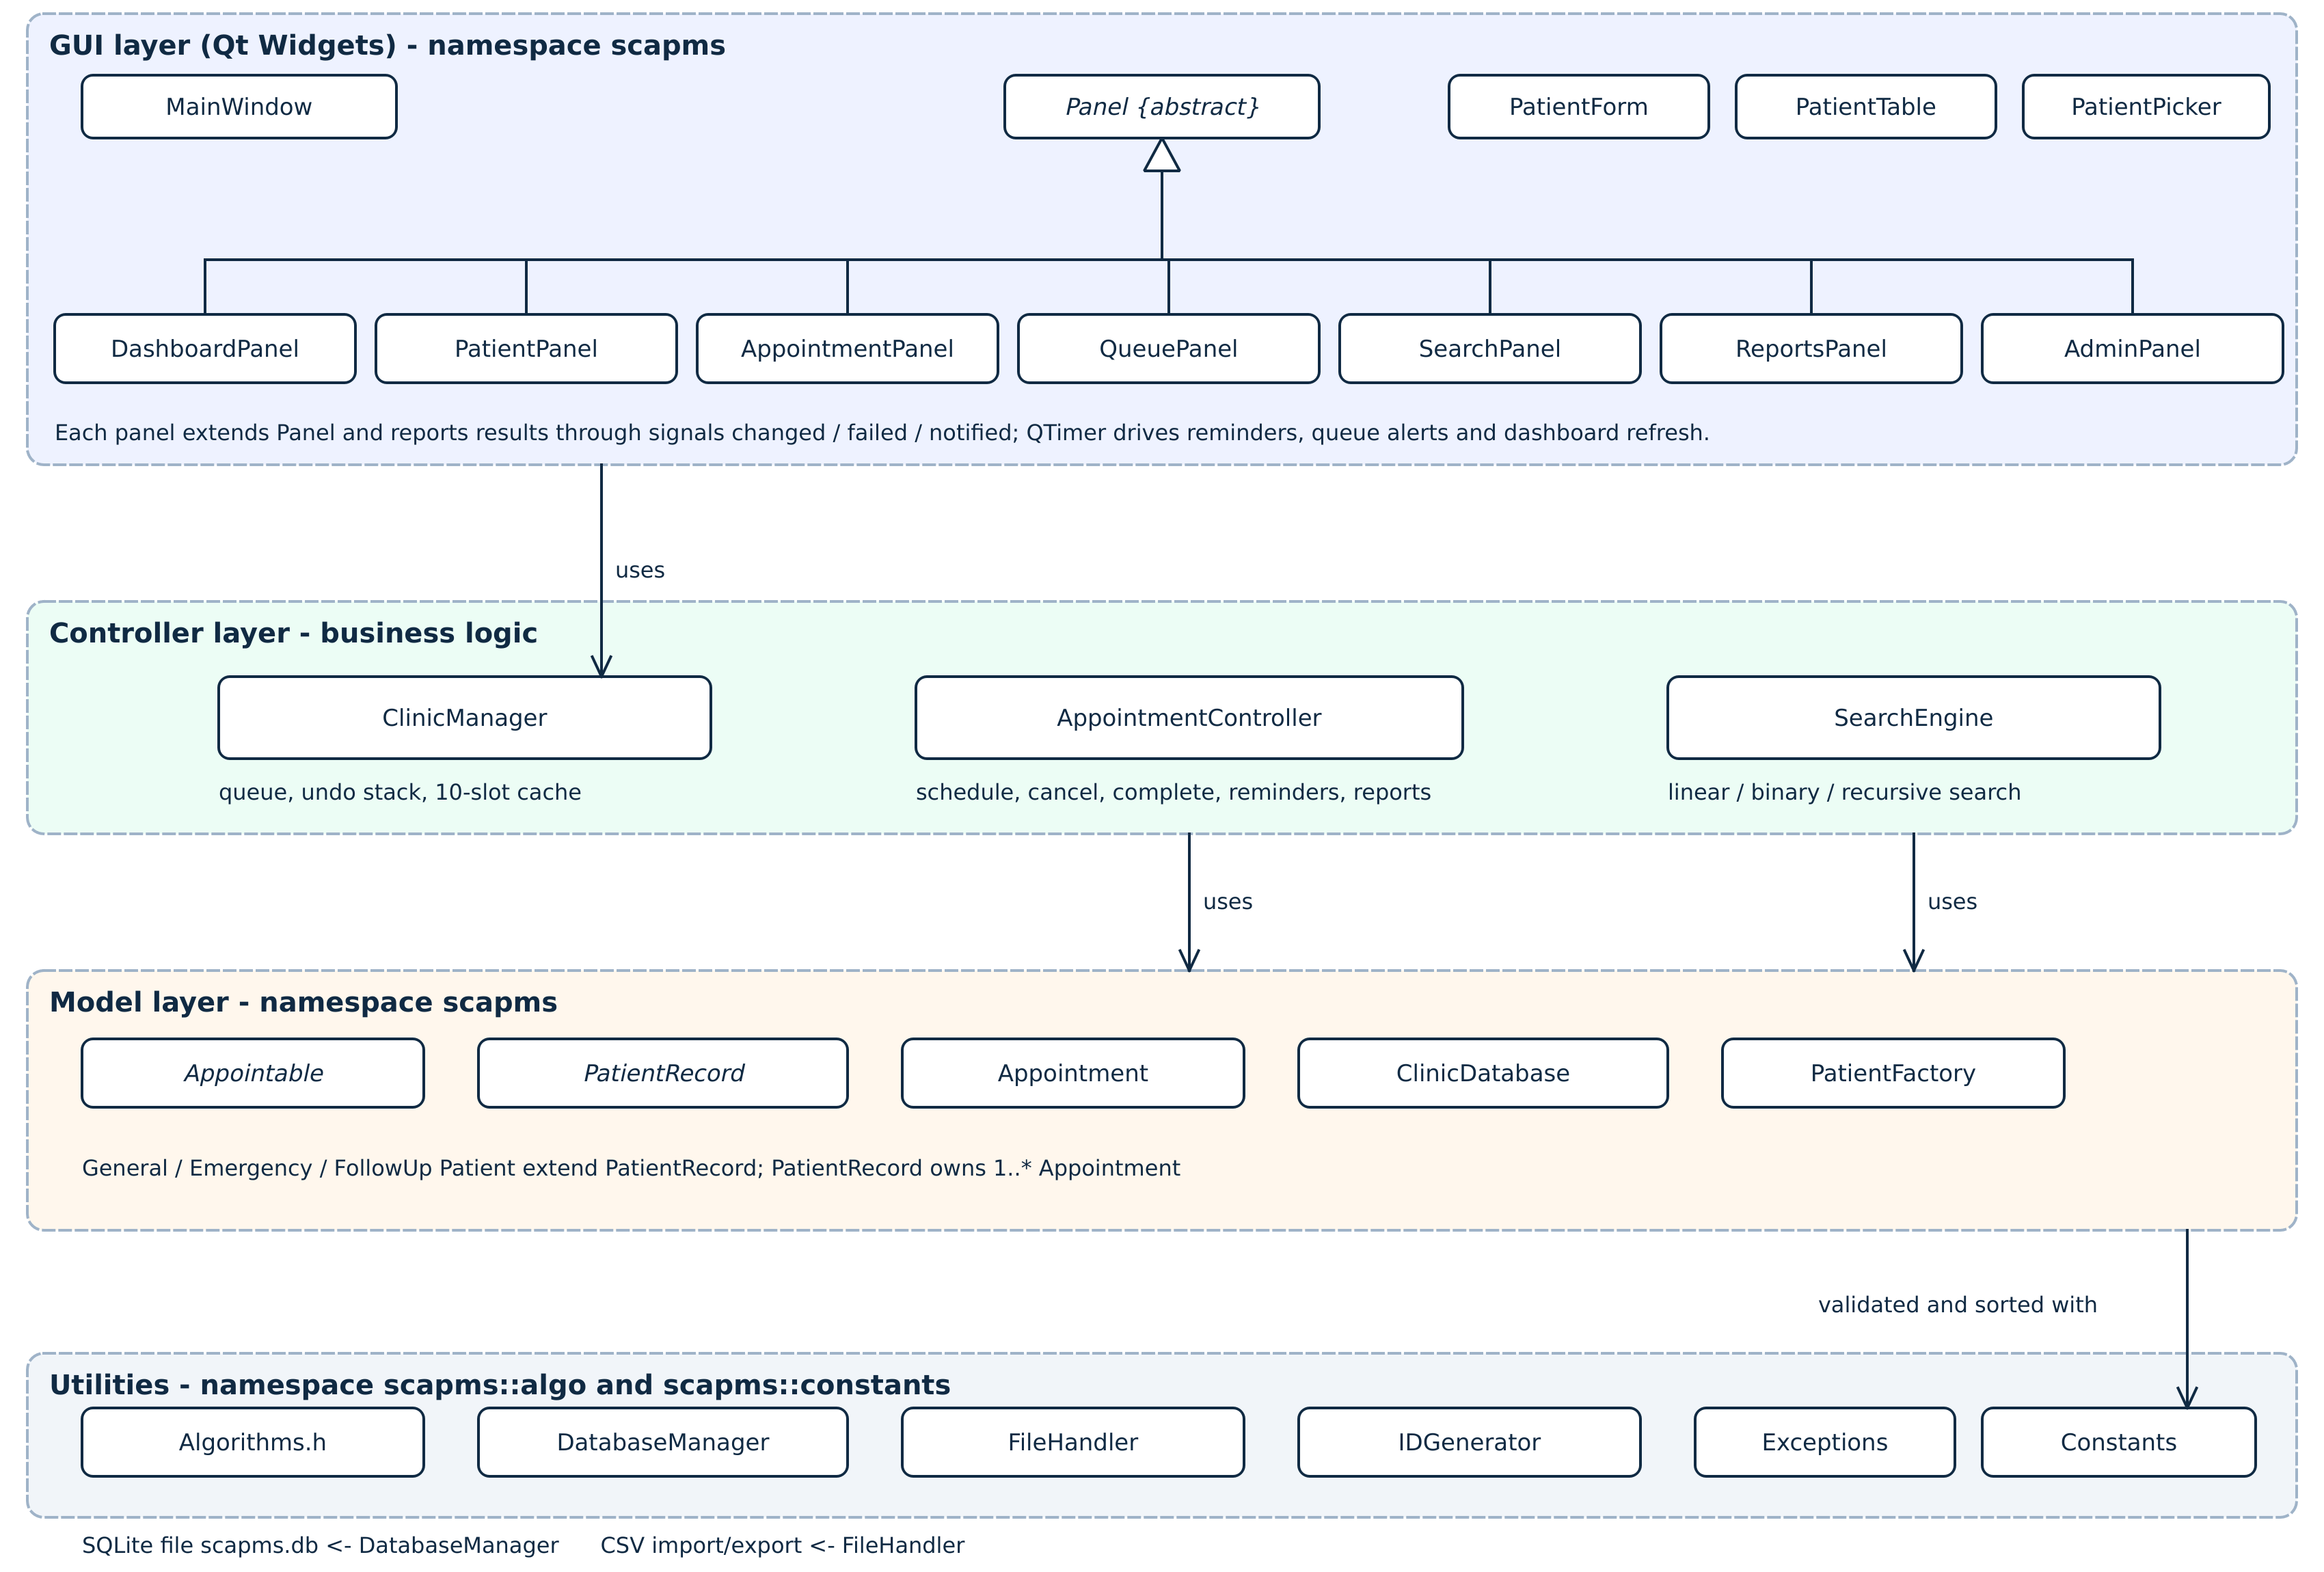 GUI layer (Qt Widgets) - namespace scapms
MainWindow
Panel {abstract}
PatientForm
PatientTable
PatientPicker
DashboardPanel
PatientPanel
AppointmentPanel
QueuePanel
SearchPanel
ReportsPanel
AdminPanel
Each panel extends Panel and reports results through signals changed / failed / notified; QTimer drives reminders, queue alerts and dashboard refresh.
uses
Controller layer - business logic
ClinicManager
AppointmentController
SearchEngine
queue, undo stack, 10-slot cache
schedule, cancel, complete, reminders, reports
linear / binary / recursive search
uses
uses
Model layer - namespace scapms
Appointable
PatientRecord
Appointment
ClinicDatabase
PatientFactory
General / Emergency / FollowUp Patient extend PatientRecord; PatientRecord owns 1..* Appointment
validated and sorted with
Utilities - namespace scapms::algo and scapms::constants
Algorithms.h
DatabaseManager
FileHandler
IDGenerator
Exceptions
Constants
SQLite file scapms.db <- DatabaseManager
CSV import/export <- FileHandler